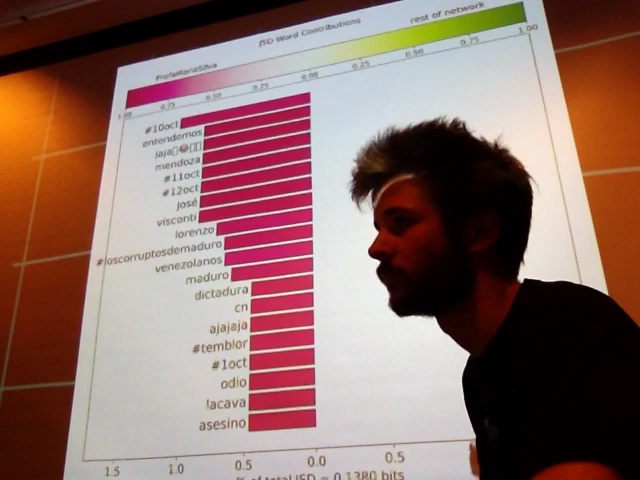 JSD Word Contributions
rest of network
ProfaMariaSilva
1.00 0.75 0.50 0.25 0.00 0.25 0.50 0.75 1.00
#10oct
entendemos
mendoza
#11oct
#12oct
josé
visconti
lorenzo
#loscorruptosdemaduro
venezolanos
maduro
dictadura
cn
ajajaja
#temblor
#1oct
odio
lacava
asesino
1.5 1.0 0.5 0.0 0.5
% of total JSD = 0.1380 bits